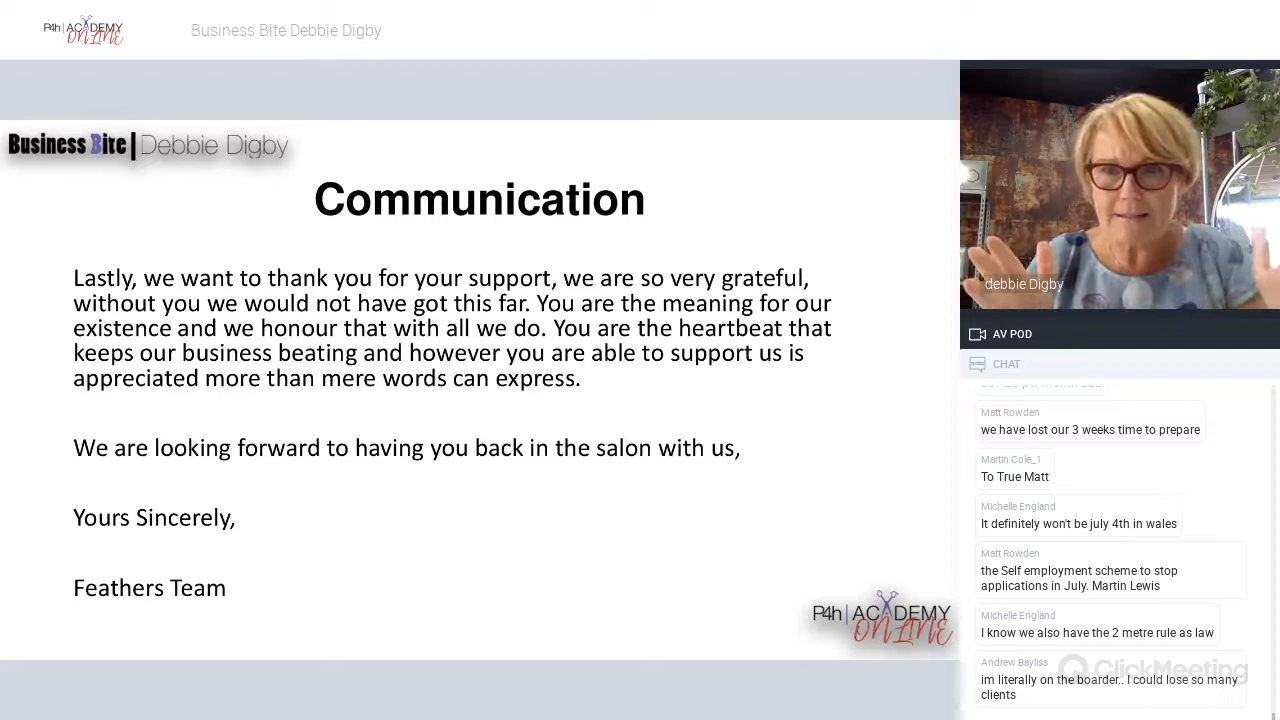 P4h | ACADEMY
ONLINE
Business Bite Debbie Digby
Business Bite | Debbie Digby
Communication
Lastly, we want to thank you for your support, we are so very grateful,
without you we would not have got this far. You are the meaning for our
existence and we honour that with all we do. You are the heartbeat that
keeps our business beating and however you are able to support us is
appreciated more than mere words can express.
We are looking forward to having you back in the salon with us,
Yours Sincerely,
Feathers Team
P4h | ACADEMY
ONLINE
debbie Digby
AV POD
CHAT
Matt Rowden
we have lost our 3 weeks time to prepare
Martin Cole_1
To True Matt
Michelle England
It definitely won't be july 4th in wales
Matt Rowden
the Self employment scheme to stop
applications in July. Martin Lewis
Michelle England
I know we also have the 2 metre rule as law
Andrew Bayliss
im literally on the boarder.. I could lose so many
clients
ClickMeeting